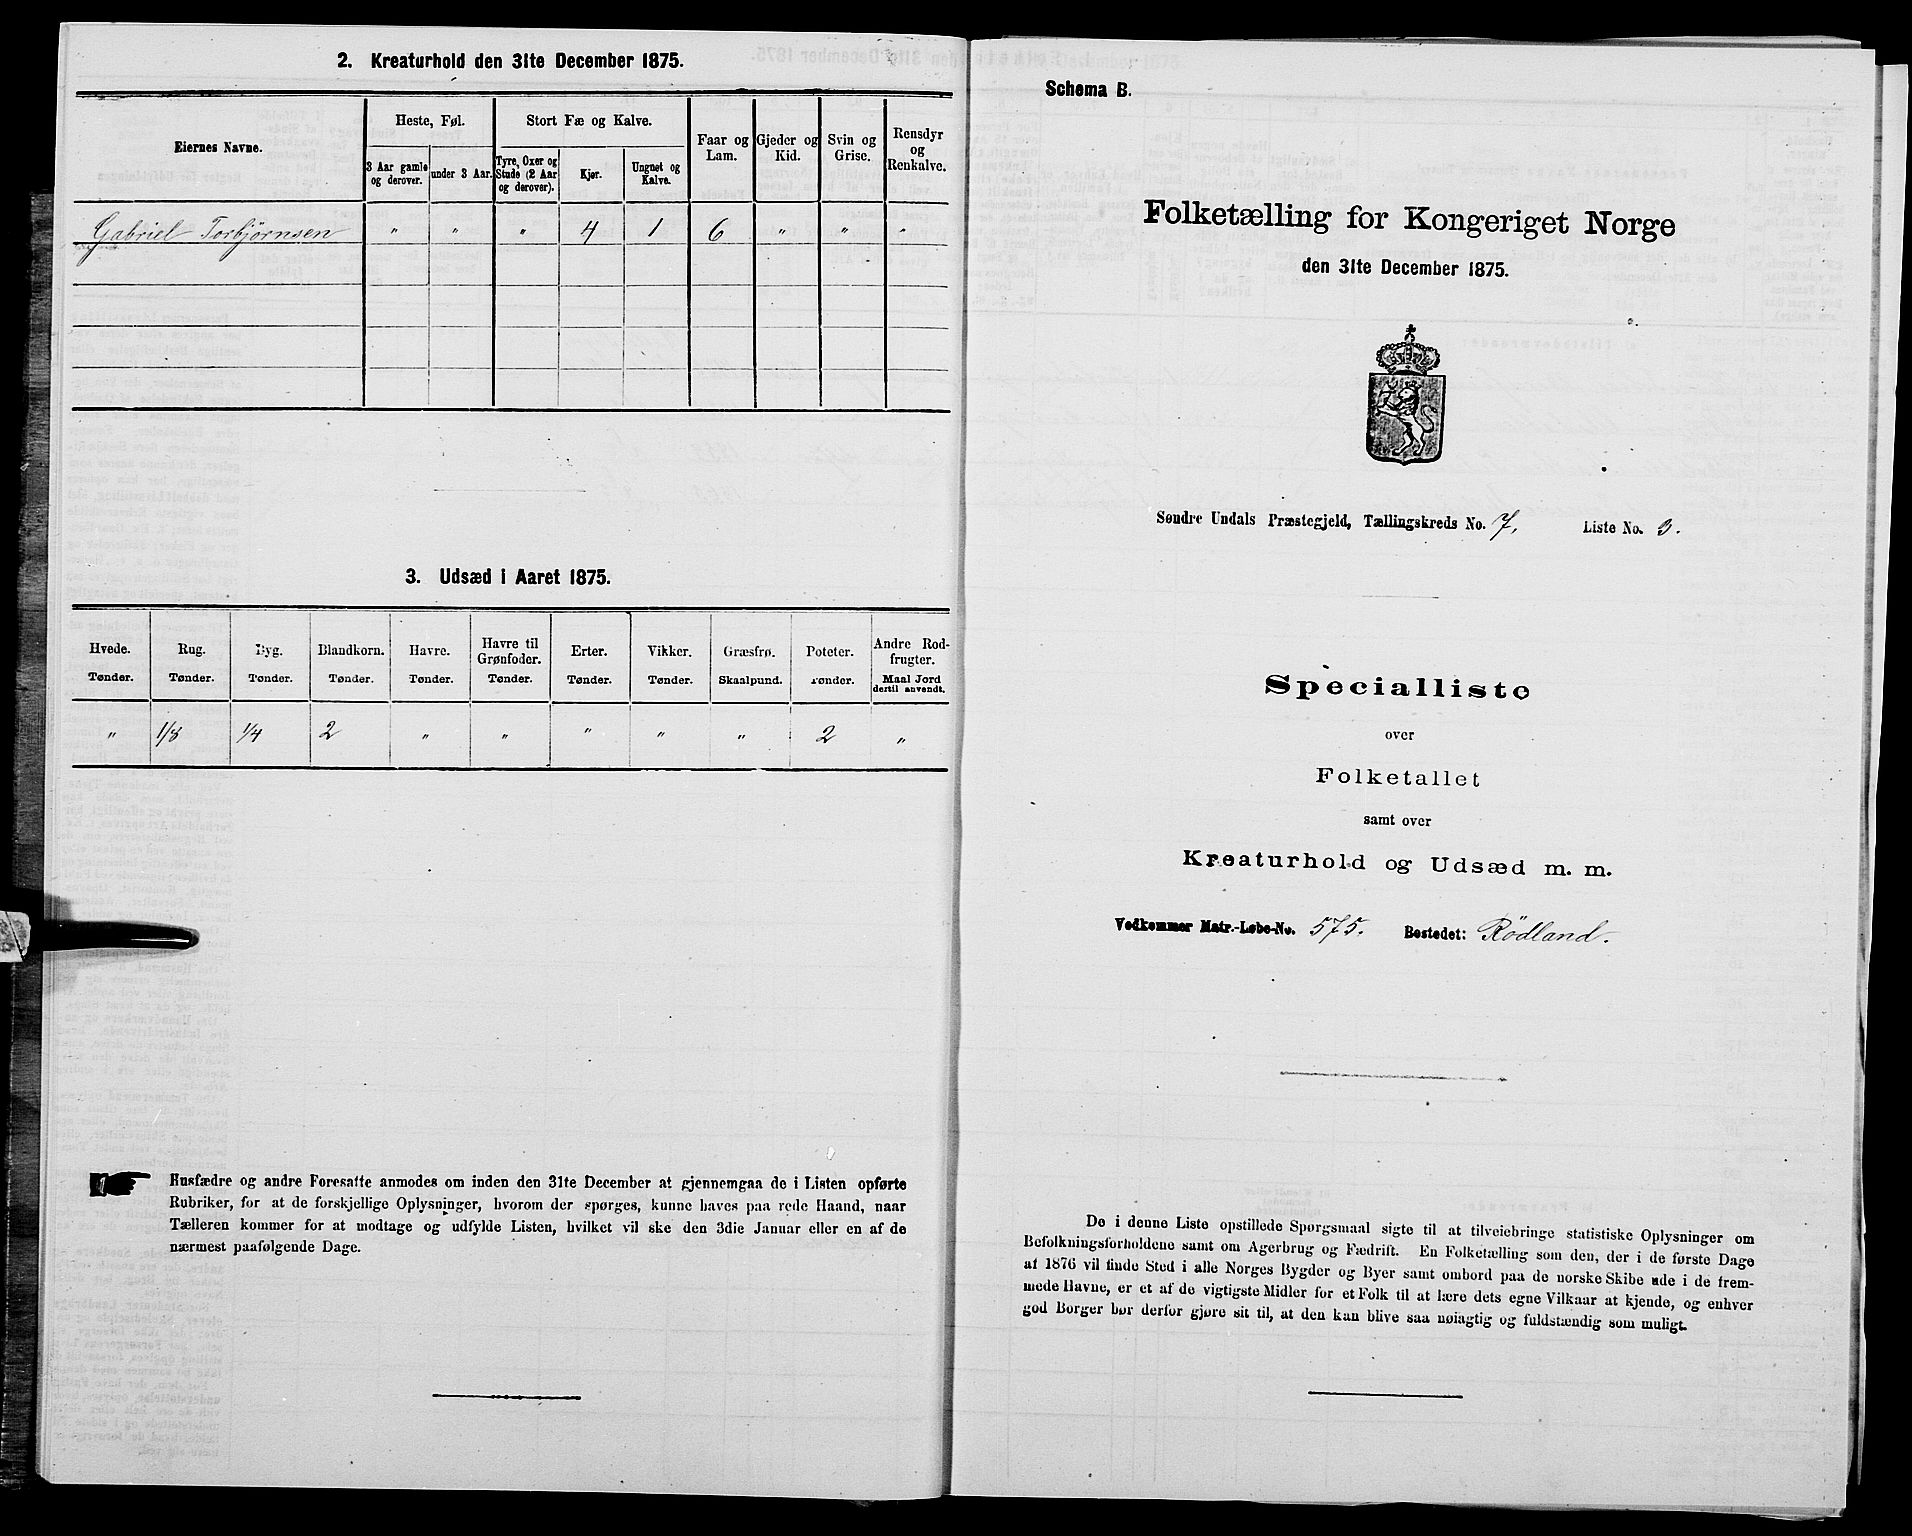 2. Kreaturhold den 31te December 1875.
Eiernes Navne.
Heste, Føl.
Stort Fæ og Kalve.
Faar og Lam.
Gjeder og Kid.
Svin og Grise.
Rensdyr og Renkalve.
3 Aar gamle og derover.
under 3 Aar.
Tyre, Oxer og Stude (2 Aar og derover).
Kjør.
Ungnøt og Kalve.
Gabriel Torbjørnsen " " " 4 1 6 " " "
3. Udsæd i Aaret 1875.
Hvede. Rug. Byg. Blandkorn. Havre. Havre til Grønfoder. Erter. Vikker. Græsfrø. Poteter. Andre Rodfrugter.
Tønder. Tønder. Tønder. Tønder. Tønder. Tønder. Tønder. Tønder. Skaalpund. Tønder. Maal Jord dertil anvendt.
" 1/8 1/4 2 " " " " " 2 "
Husfædre og andre Foresatte anmodes om inden den 31te December at gjennemgaa de i Listen opførte
Rubriker, for at de forskjellige Oplysninger, hvorom der spørges, kunne haves paa rede Haand, naar
Tælleren kommer for at modtage og udfylde Listen, hvilket vil ske den 3die Januar eller en af de
nærmest paafølgende Dage.
Schema B.
Folketælling for Kongeriget Norge
den 31te December 1875.
Søndre Undals Præstegjeld, Tællingskreds No. 7. Liste No. 3.
Specialliste
over
Folketallet
samt over
Kreaturhold og Udsæd m. m.
Vedkommer Matr.-Løbe-No. 575. Bostedet: Rödland.
De i denne Liste opstillede Spørgsmaal sigte til at tilveiebringe statistiske Oplysninger om
Befolkningsforholdene samt om Agerbrug og Fædrift. En Folketælling som den, der i de første Dage
af 1876 vil finde Sted i alle Norges Bygder og Byer samt ombord paa de norske Skibe ude i de frem-
mede Havne, er et af de vigtigste Midler for et Folk til at lære dets egne Vilkaar at kjende, og enhver
god Borger bør derfor gjøre sit til, at den kan blive saa nøiagtig og fuldstændig som muligt.